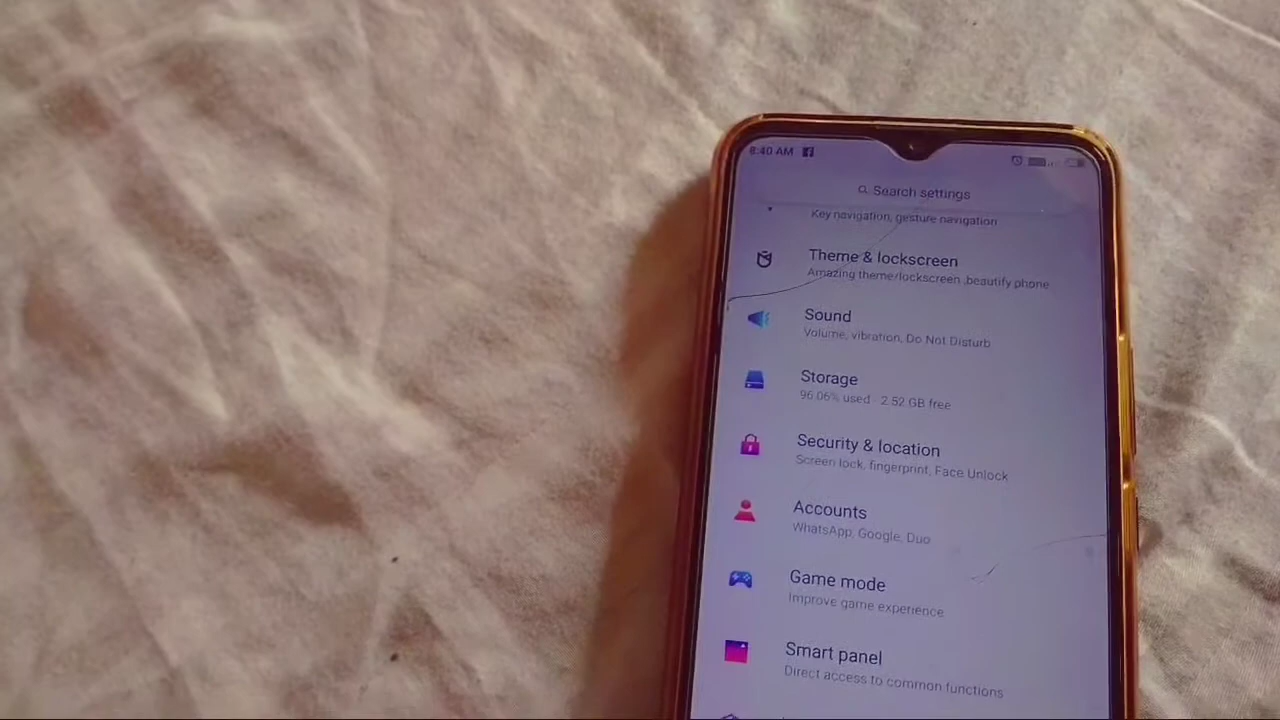 8:40 AM
Search settings
Key navigation, gesture navigation
Theme & lockscreen
Amazing theme/lockscreen ,beautify phone
Sound
Volume, vibration, Do Not Disturb
Storage
96.06% used - 2.52 GB free
Security & location
Screen lock, fingerprint, Face Unlock
Accounts
WhatsApp, Google, Duo
Game mode
Improve game experience
Smart panel
Direct access to common functions